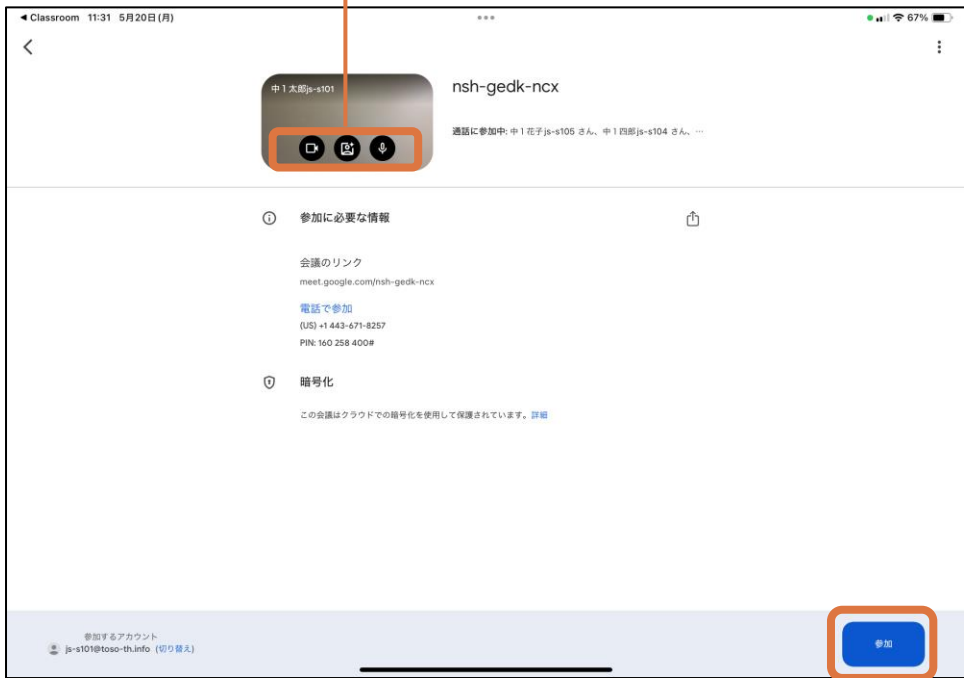 ◀ Classroom 11:31 5月20日(月)
67%
中1太郎js-s101
nsh-gedk-ncx
通話に参加中: 中1花子js-s105 さん、中1四郎js-s104 さん、…
参加に必要な情報
会議のリンク
meet.google.com/nsh-gedk-ncx
電話で参加
(US) +1 443-671-8257
PIN: 160 258 400#
暗号化
この会議はクラウドでの暗号化を使用して保護されています。詳細
参加するアカウント
js-s101@toso-th.info (切り替え)
参加